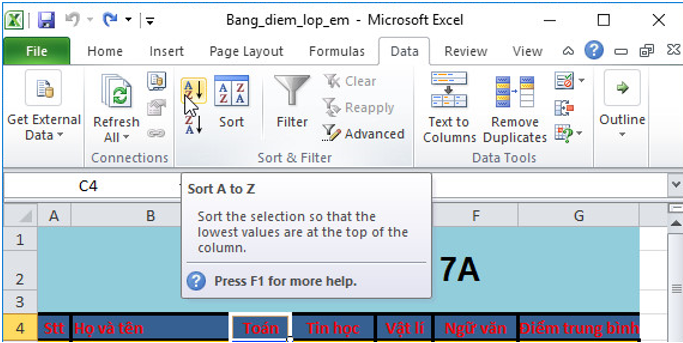 Bang_diem_lop_em - Microsoft Excel
File Home Insert Page Layout Formulas Data Review View
Get External Data
Refresh All
Connections
Sort
Filter
Clear
Reapply
Advanced
Sort & Filter
Text to Columns
Remove Duplicates
Data Tools
Outline
C4
Sort A to Z
Sort the selection so that the
lowest values are at the top of the
column.
Press F1 for more help.
A B F G
1
2 7A
3
4 Stt Họ và tên Toán Tin học Vật lí Ngữ văn Điểm trung bình